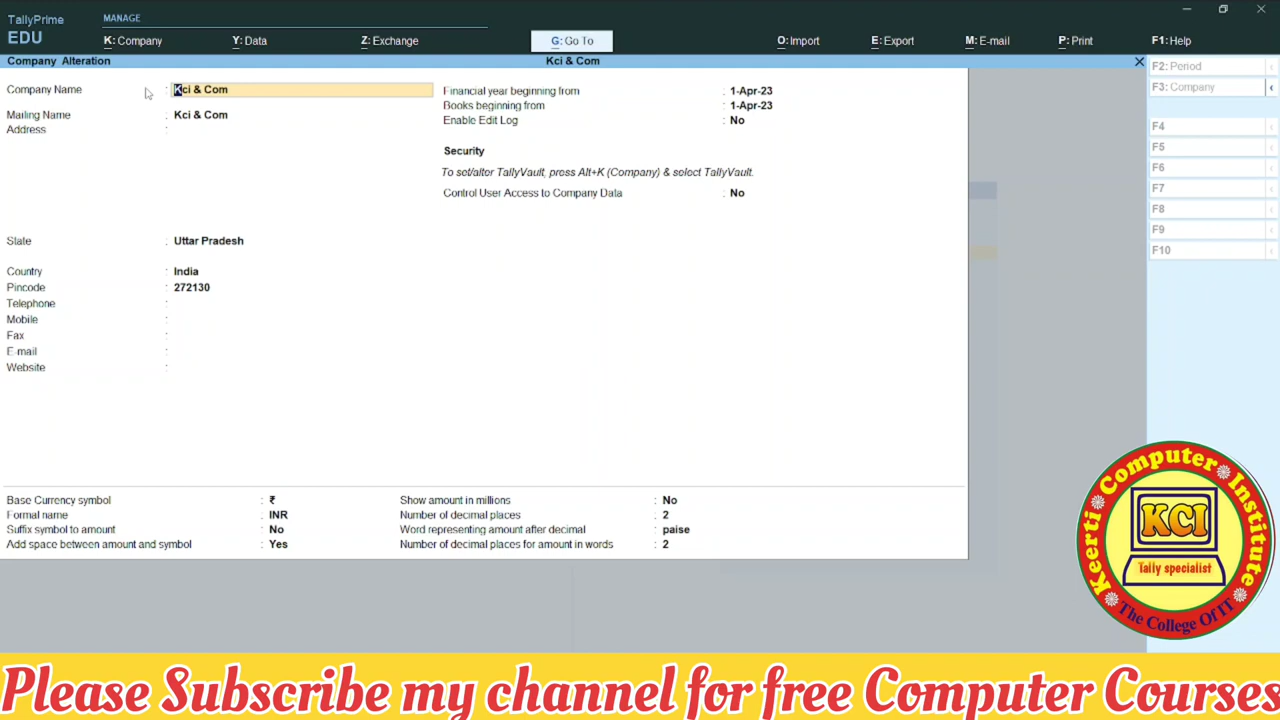 TallyPrime
EDU
MANAGE
K: Company
Y: Data
Z: Exchange
G: Go To
O: Import
E: Export
M: E-mail
P: Print
F1: Help
Company Alteration
Kci & Com
Company Name : Kci & Com
Mailing Name : Kci & Com
Address :
State : Uttar Pradesh
Country : India
Pincode : 272130
Telephone :
Mobile :
Fax :
E-mail :
Website :
Financial year beginning from : 1-Apr-23
Books beginning from : 1-Apr-23
Enable Edit Log : No
Security
To set/alter TallyVault, press Alt+K (Company) & select TallyVault.
Control User Access to Company Data : No
Base Currency symbol : ₹
Formal name : INR
Suffix symbol to amount : No
Add space between amount and symbol : Yes
Show amount in millions : No
Number of decimal places : 2
Word representing amount after decimal : paise
Number of decimal places for amount in words : 2
F2: Period
F3: Company
F4
F5
F6
F7
F8
F9
F10
Keerti Computer Institute
KCI
Tally specialist
The College Of IT
Please Subscribe my channel for free Computer Courses